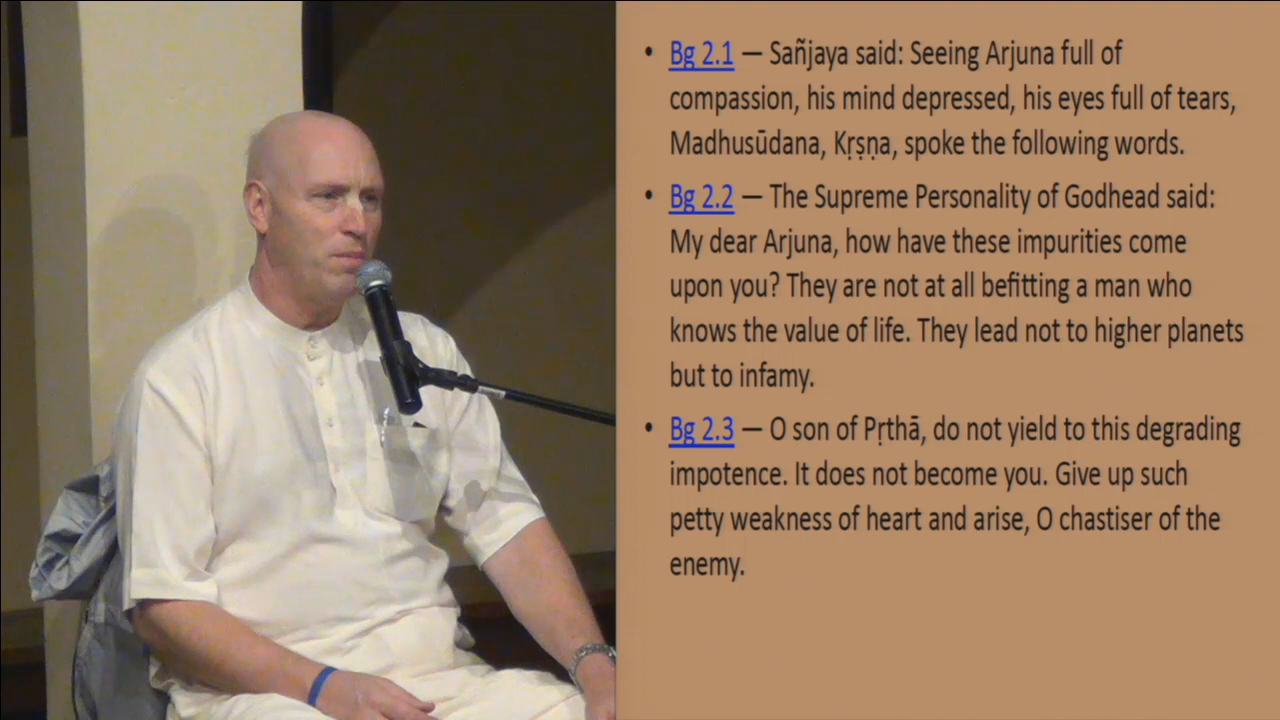 • Bg 2.1 — Sañjaya said: Seeing Arjuna full of
compassion, his mind depressed, his eyes full of tears,
Madhusūdana, Kṛṣṇa, spoke the following words.
• Bg 2.2 — The Supreme Personality of Godhead said:
My dear Arjuna, how have these impurities come
upon you? They are not at all befitting a man who
knows the value of life. They lead not to higher planets
but to infamy.
• Bg 2.3 — O son of Pṛthā, do not yield to this degrading
impotence. It does not become you. Give up such
petty weakness of heart and arise, O chastiser of the
enemy.